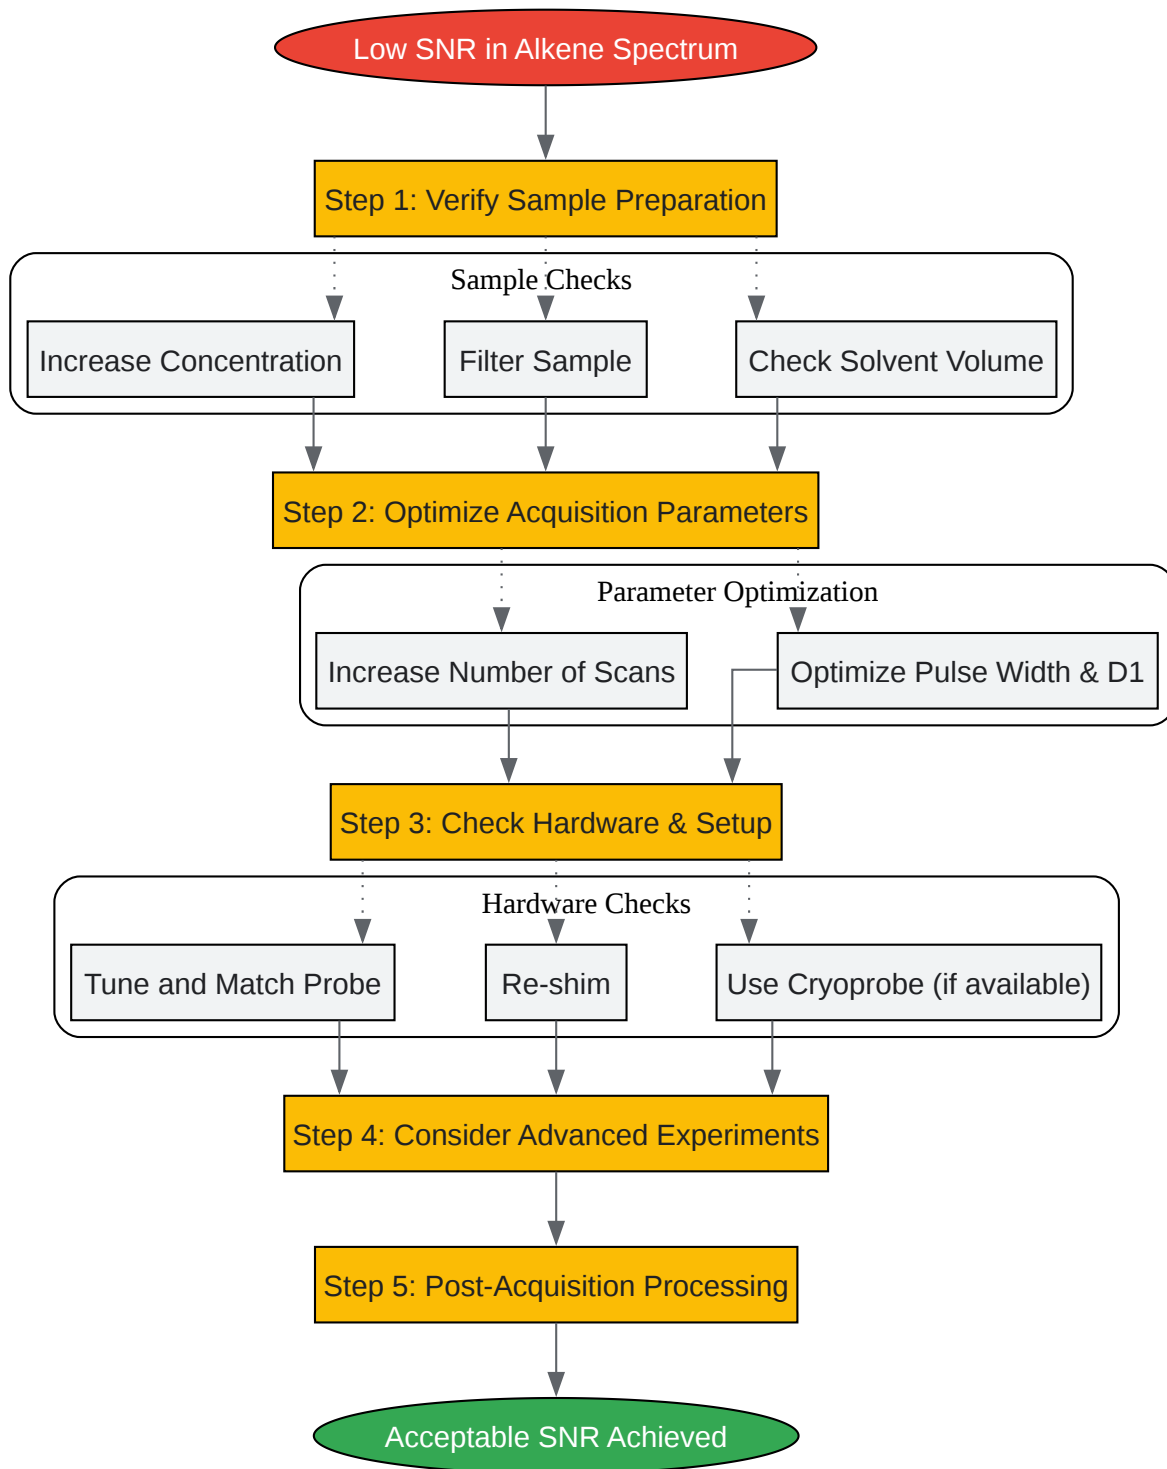 Low SNR in Alkene Spectrum
Step 1: Verify Sample Preparation
Sample Checks
Increase Concentration
Filter Sample
Check Solvent Volume
Step 2: Optimize Acquisition Parameters
Parameter Optimization
Increase Number of Scans
Optimize Pulse Width & D1
Step 3: Check Hardware & Setup
Hardware Checks
Tune and Match Probe
Re-shim
Use Cryoprobe (if available)
Step 4: Consider Advanced Experiments
Step 5: Post-Acquisition Processing
Acceptable SNR Achieved